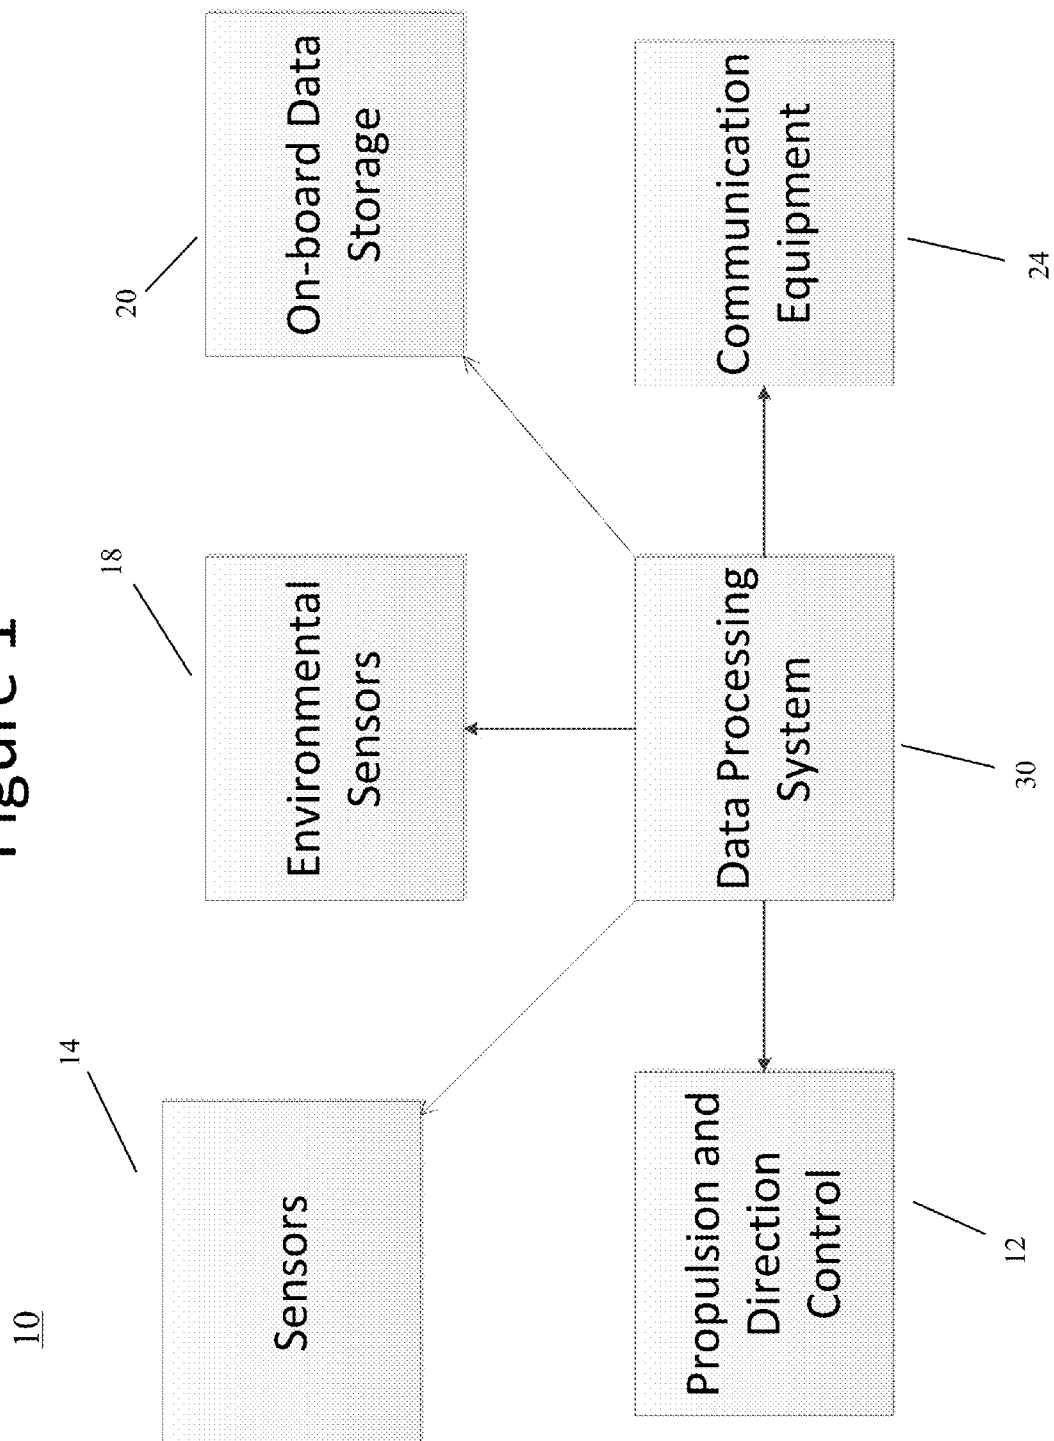 Figure 1
10
14
18
20
Sensors
Environmental
Sensors
On-board Data
Storage
Propulsion and
Direction
Control
Data Processing
System
Communication
Equipment
12
30
24